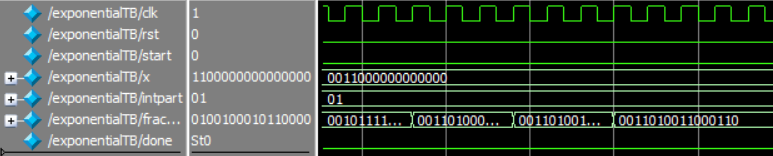 /exponentialTB/clk 1
/exponentialTB/rst 0
/exponentialTB/start 0
/exponentialTB/x 1100000000000000 0011000000000000
/exponentialTB/intpart 01 01
/exponentialTB/frac... 0100100010110000 00101111... 001101000... 001101001... 0011010011000110
/exponentialTB/done St0